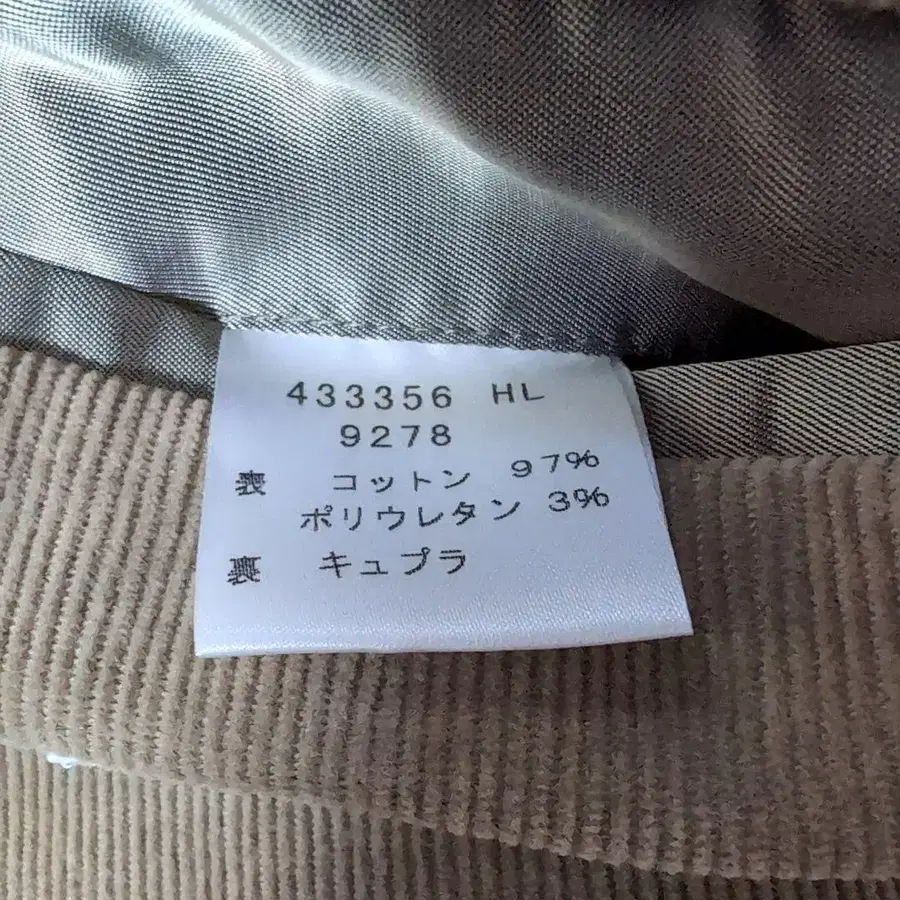 433356 HL
9278
表 コットン 97%
ポリウレタン 3%
裏 キュプラ